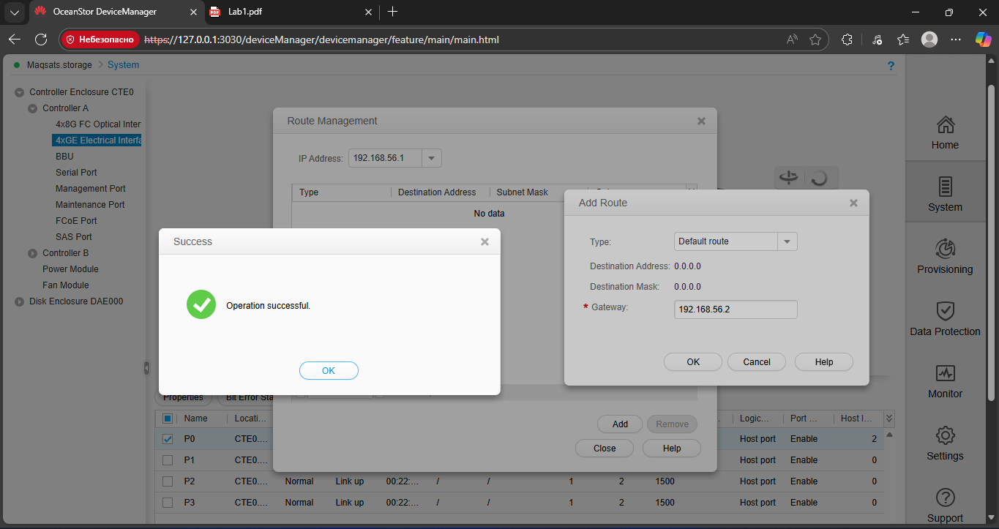 OceanStor DeviceManager
Lab1.pdf
Небезопасно https://127.0.0.1:3030/deviceManager/devicemanager/feature/main/main.html
Maqsats.storage > System
?
Controller Enclosure CTE0
Controller A
4x8G FC Optical Inter
4xGE Electrical Interfa
BBU
Serial Port
Management Port
Maintenance Port
FCoE Port
SAS Port
Controller B
Power Module
Fan Module
Disk Enclosure DAE000
Route Management
IP Address: 192.168.56.1
Type Destination Address Subnet Mask
No data
Add Route
Type: Default route
Destination Address: 0.0.0.0
Destination Mask: 0.0.0.0
* Gateway: 192.168.56.2
OK Cancel Help
Success
Operation successful.
OK
Properties Bit Error Sta
Add Remove
Close Help
Name Locati... Logic... Port ... Host I...
P0 CTE0.... Host port Enable 2
P1 CTE0.... Host port Enable 0
P2 CTE0.... Normal Link up 00:22:... / / 1 2 1500 Host port Enable 0
P3 CTE0.... Normal Link up 00:22:... / / 1 2 1500 Host port Enable 0
Home
System
Provisioning
Data Protection
Monitor
Settings
Support